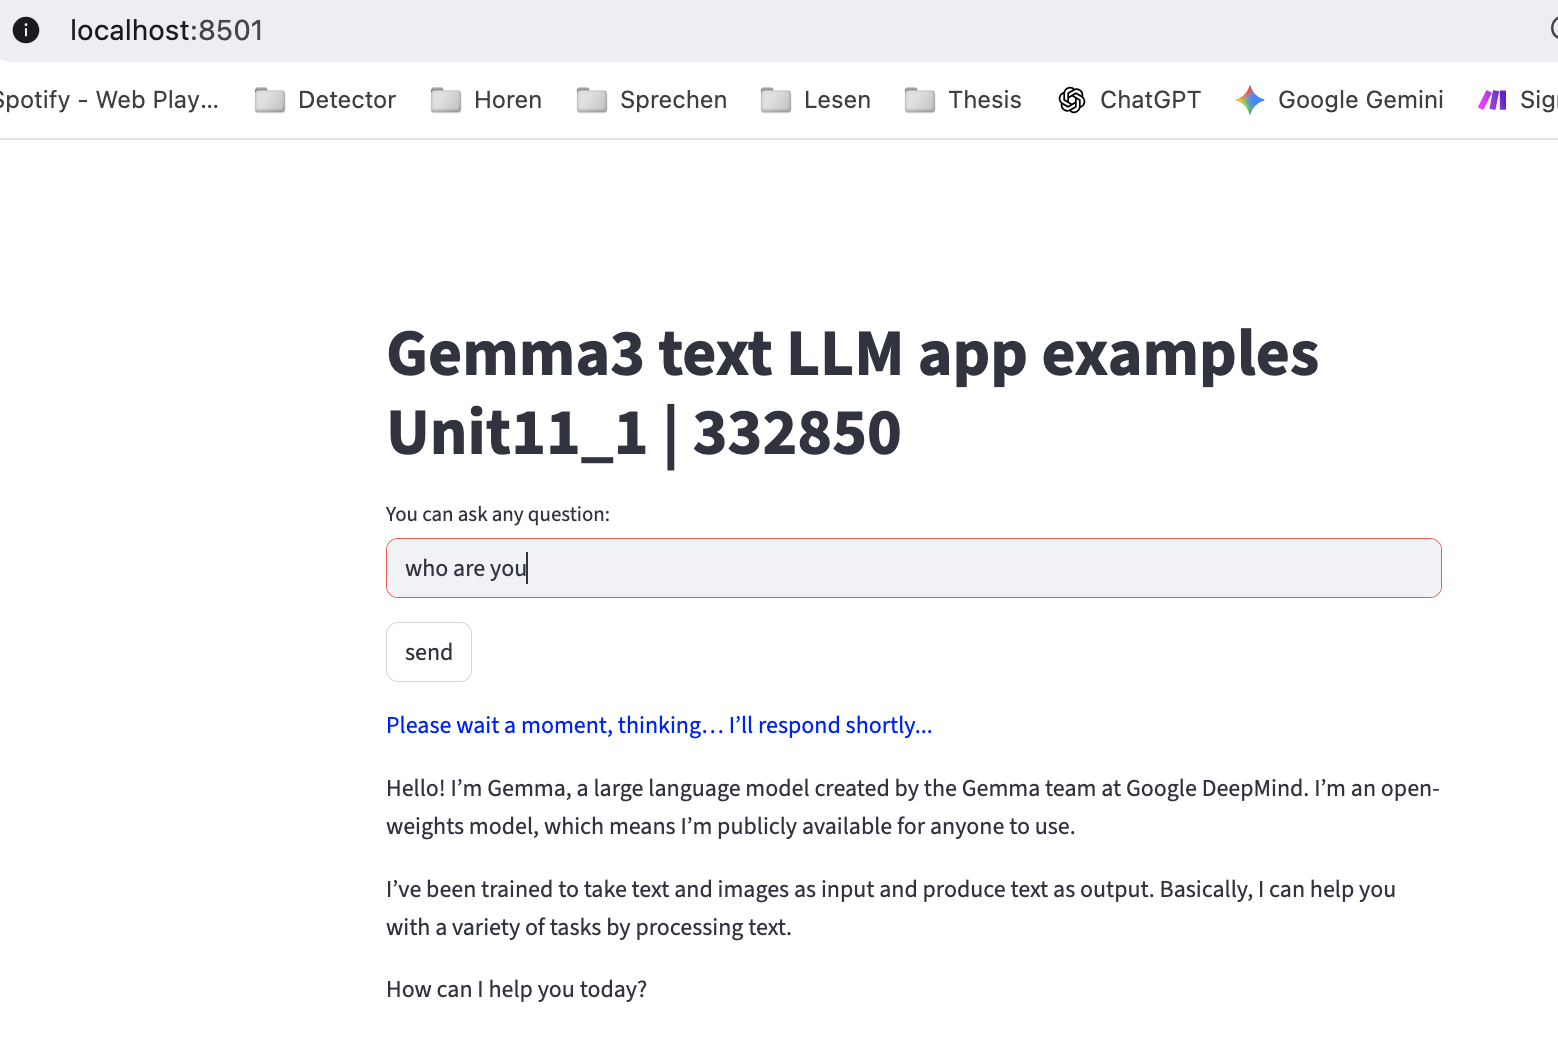 localhost:8501
Spotify - Web Play... Detector Horen Sprechen Lesen Thesis ChatGPT Google Gemini
Gemma3 text LLM app examples
Unit11_1 | 332850
You can ask any question:
who are you
send
Please wait a moment, thinking… I’ll respond shortly...
Hello! I’m Gemma, a large language model created by the Gemma team at Google DeepMind. I’m an open-
weights model, which means I’m publicly available for anyone to use.
I’ve been trained to take text and images as input and produce text as output. Basically, I can help you
with a variety of tasks by processing text.
How can I help you today?